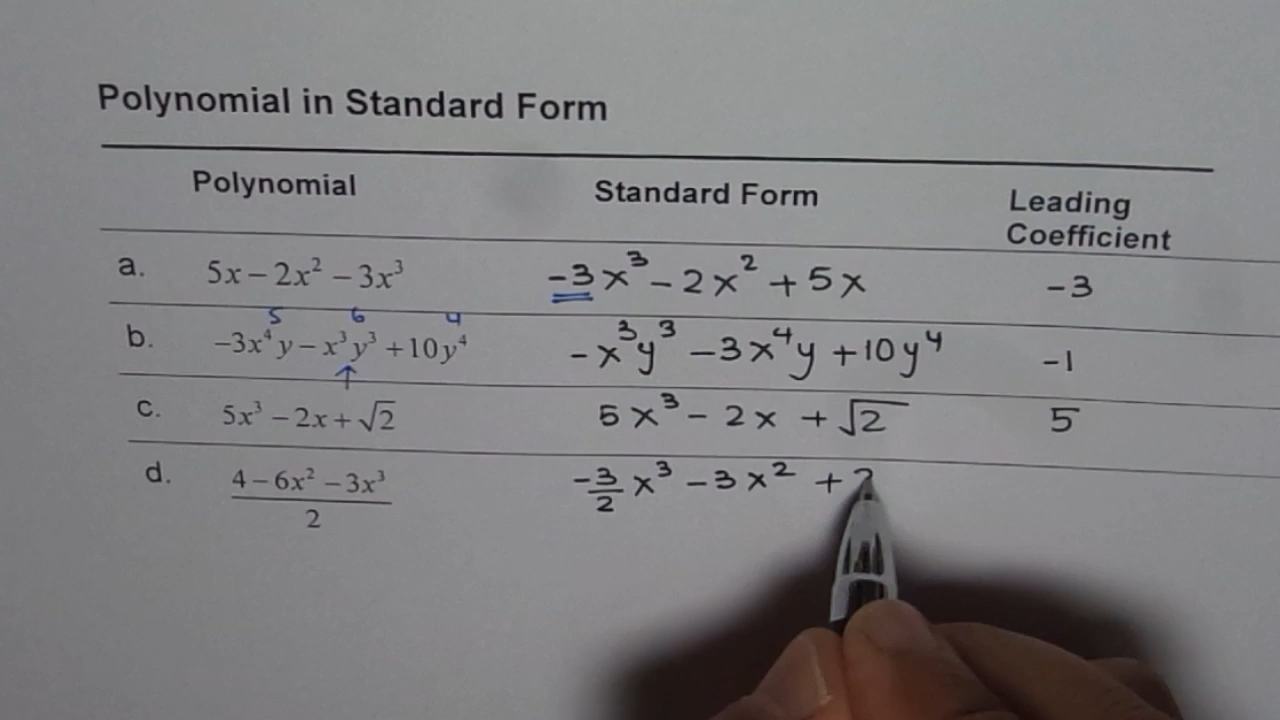 Polynomial in Standard Form
Polynomial Standard Form Leading Coefficient
a. 5x − 2x² − 3x³ −3x³ − 2x² + 5x −3
5 6 4
b. −3x⁴y − x³y³ + 10y⁴ −x³y³ − 3x⁴y + 10y⁴ −1
↑
c. 5x³ − 2x + √2 5x³ − 2x + √2 5
d. (4 − 6x² − 3x³)/2 −3/2 x³ − 3x² +